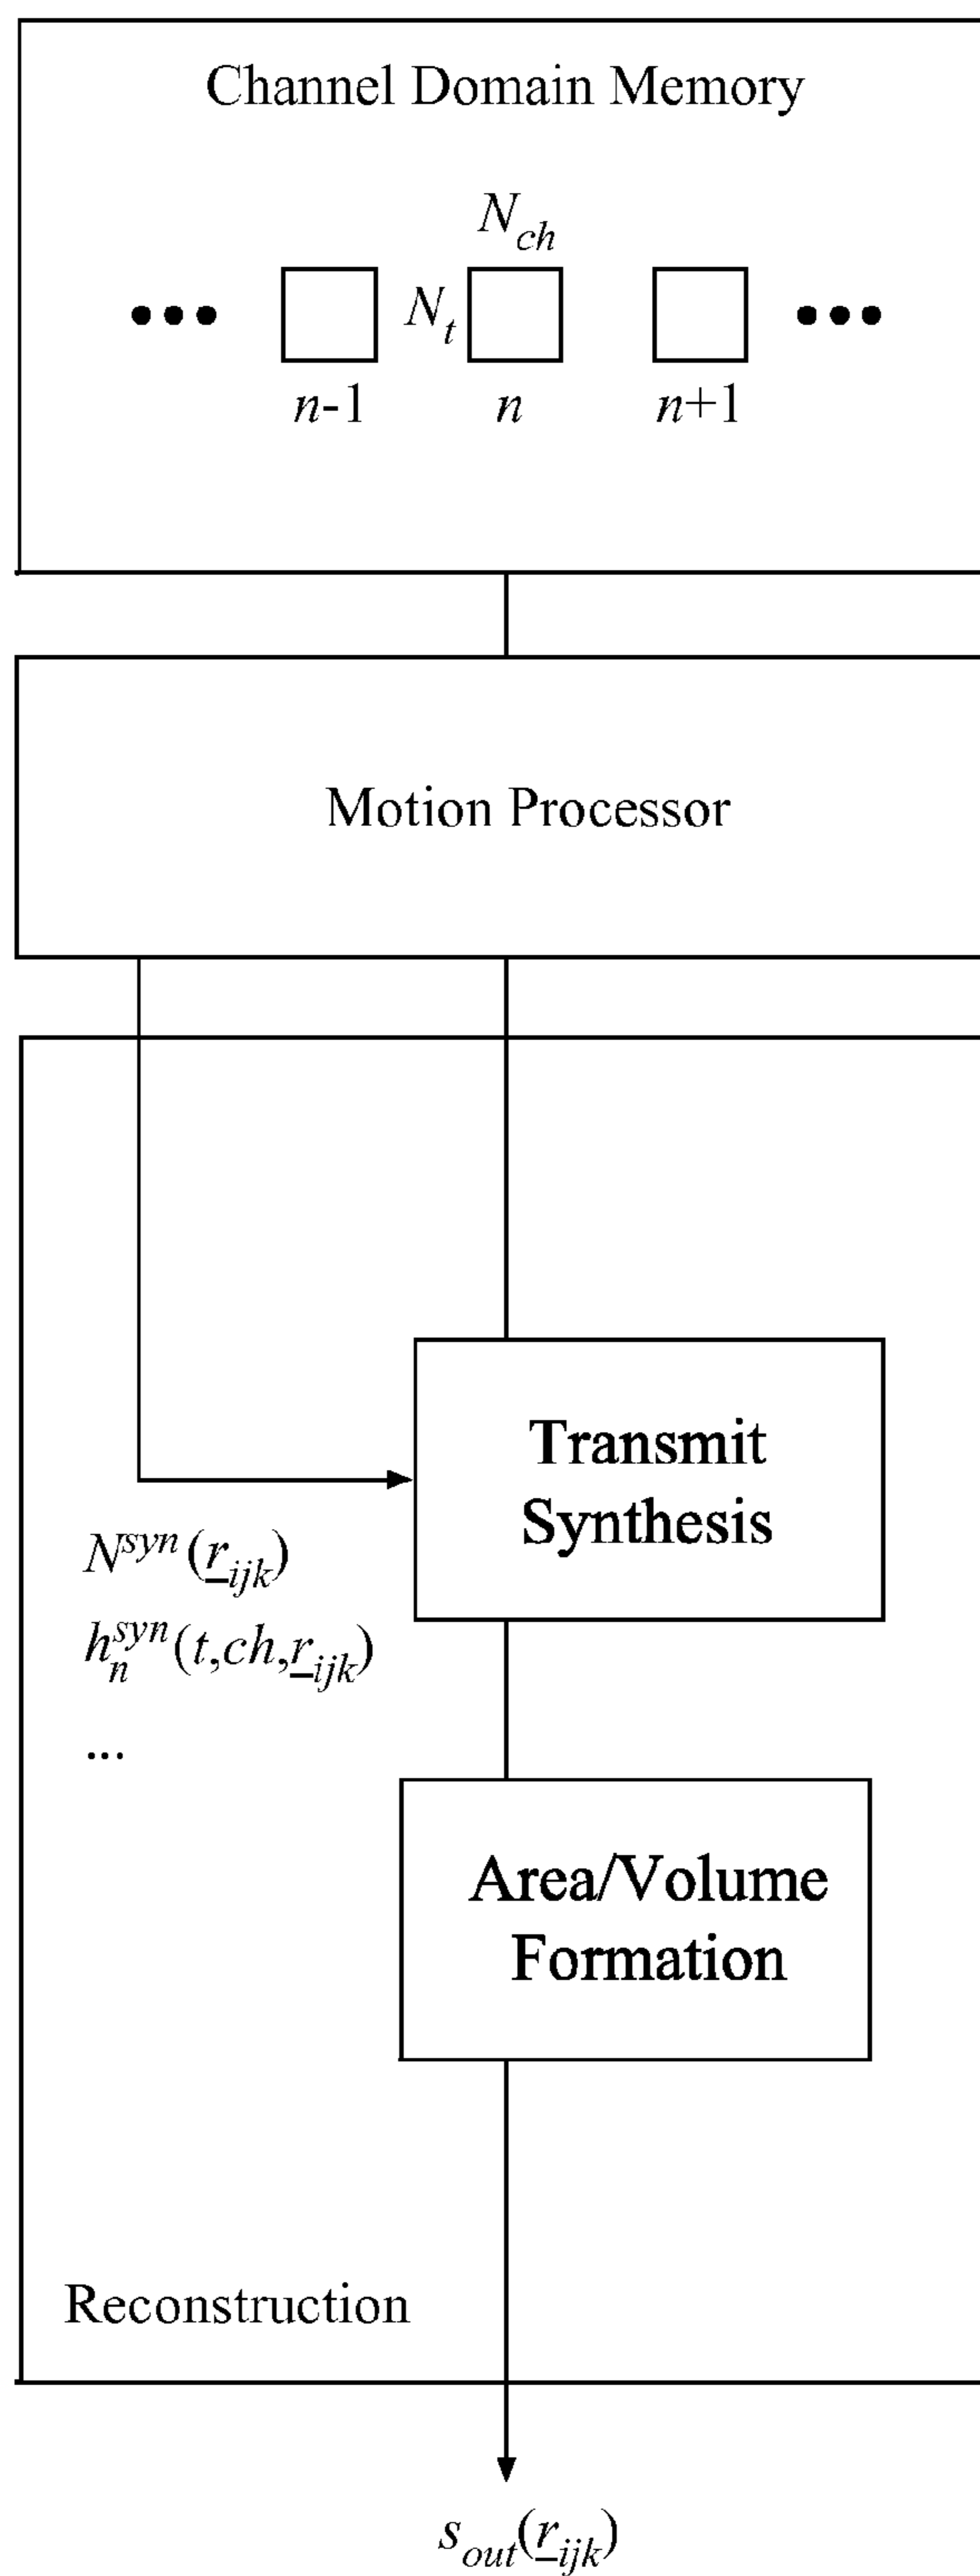 Channel Domain Memory
N_ch
••• N_t •••
n-1 n n+1
Motion Processor
Transmit
Synthesis
N^syn(r_ijk)
h_n^syn(t,ch,r_ijk)
...
Area/Volume
Formation
Reconstruction
s_out(r_ijk)